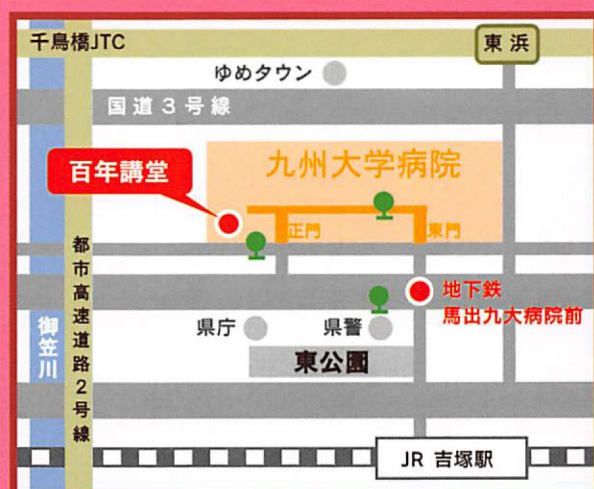 千鳥橋JTC
東浜
ゆめタウン
国道3号線
百年講堂
九州大学病院
正門
東門
都市高速道路2号線
御笠川
地下鉄
馬出九大病院前
県庁
県警
東公園
JR 吉塚駅